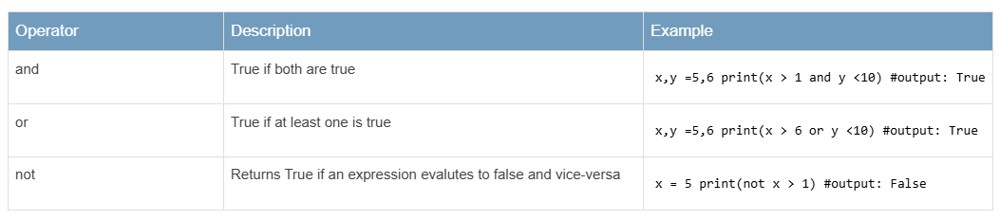 Operator Description Example
and True if both are true x,y =5,6 print(x > 1 and y <10) #output: True
or True if at least one is true x,y =5,6 print(x > 6 or y <10) #output: True
not Returns True if an expression evalutes to false and vice-versa x = 5 print(not x > 1) #output: False